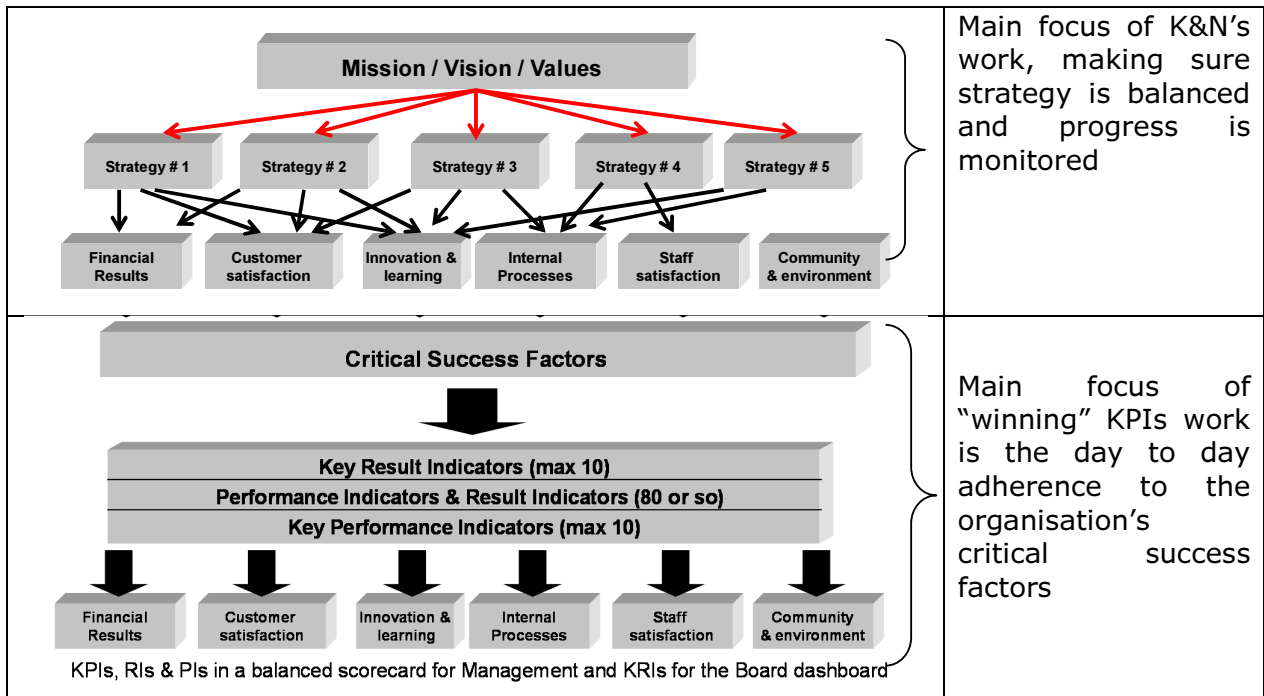 Mission / Vision / Values
Strategy # 1
Strategy # 2
Strategy # 3
Strategy # 4
Strategy # 5
Financial
Results
Customer
satisfaction
Innovation &
learning
Internal
Processes
Staff
satisfaction
Community
& environment
Main focus of K&N’s
work, making sure
strategy is balanced
and progress is
monitored
Critical Success Factors
Key Result Indicators (max 10)
Performance Indicators & Result Indicators (80 or so)
Key Performance Indicators (max 10)
Financial
Results
Customer
satisfaction
Innovation &
learning
Internal
Processes
Staff
satisfaction
Community
& environment
KPIs, RIs & PIs in a balanced scorecard for Management and KRIs for the Board dashboard
Main focus of
“winning” KPIs work
is the day to day
adherence to the
organisation’s
critical success
factors